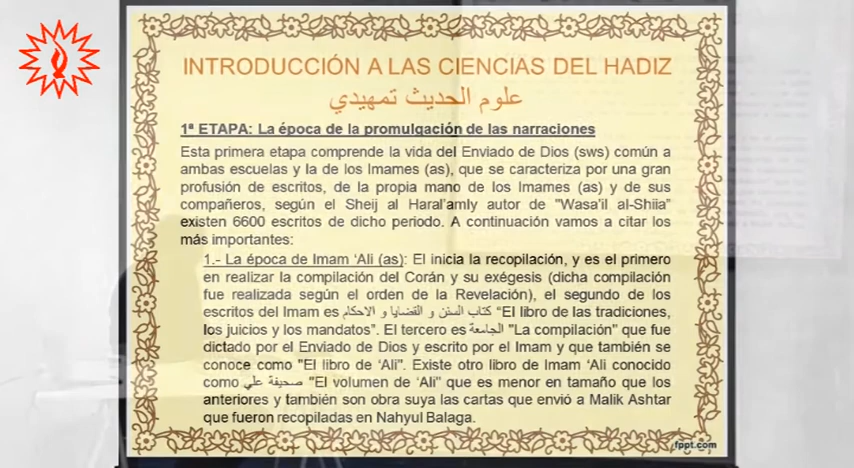 INTRODUCCIÓN A LAS CIENCIAS DEL HADIZ
علوم الحديث تمهيدي
1ª ETAPA: La época de la promulgación de las narraciones
Esta primera etapa comprende la vida del Enviado de Dios (sws) común a
ambas escuelas y la de los Imames (as), que se caracteriza por una gran
profusión de escritos, de la propia mano de los Imames (as) y de sus
compañeros, según el Sheij al Haral’amly autor de "Wasa’il al-Shiia”
existen 6600 escritos de dicho periodo. A continuación vamos a citar los
más importantes:
1.- La época de Imam ‘Ali (as): El inicia la recopilación, y es el primero
en realizar la compilación del Corán y su exégesis (dicha compilación
fue realizada según el orden de la Revelación), el segundo de los
escritos del Imam es كتاب السنن و القضايا و الاحكام “El libro de las tradiciones,
los juicios y los mandatos”. El tercero es الجامعة "La compilación" que fue
dictado por el Enviado de Dios y escrito por el Imam y que también se
conoce como "El libro de ‘Ali". Existe otro libro de Imam ‘Ali conocido
como صحيفة علي "El volumen de ‘Ali” que es menor en tamaño que los
anteriores y también son obra suya las cartas que envió a Malik Ashtar
que fueron recopiladas en Nahyul Balaga.
fppt.com